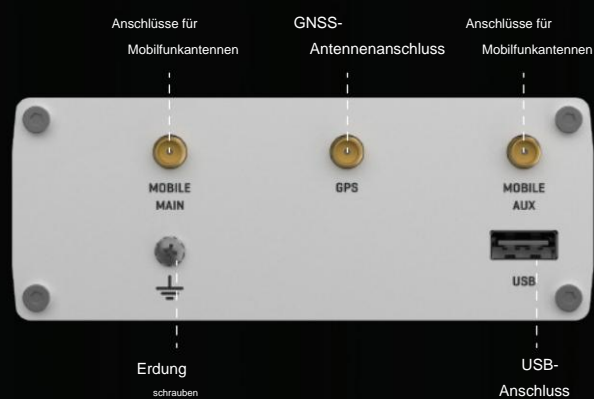 Anschlüsse für
Mobilfunkantennen
GNSS-
Antennenanschluss
Anschlüsse für
Mobilfunkantennen
MOBILE
MAIN
GPS
MOBILE
AUX
USB
Erdung
schrauben
USB-
Anschluss